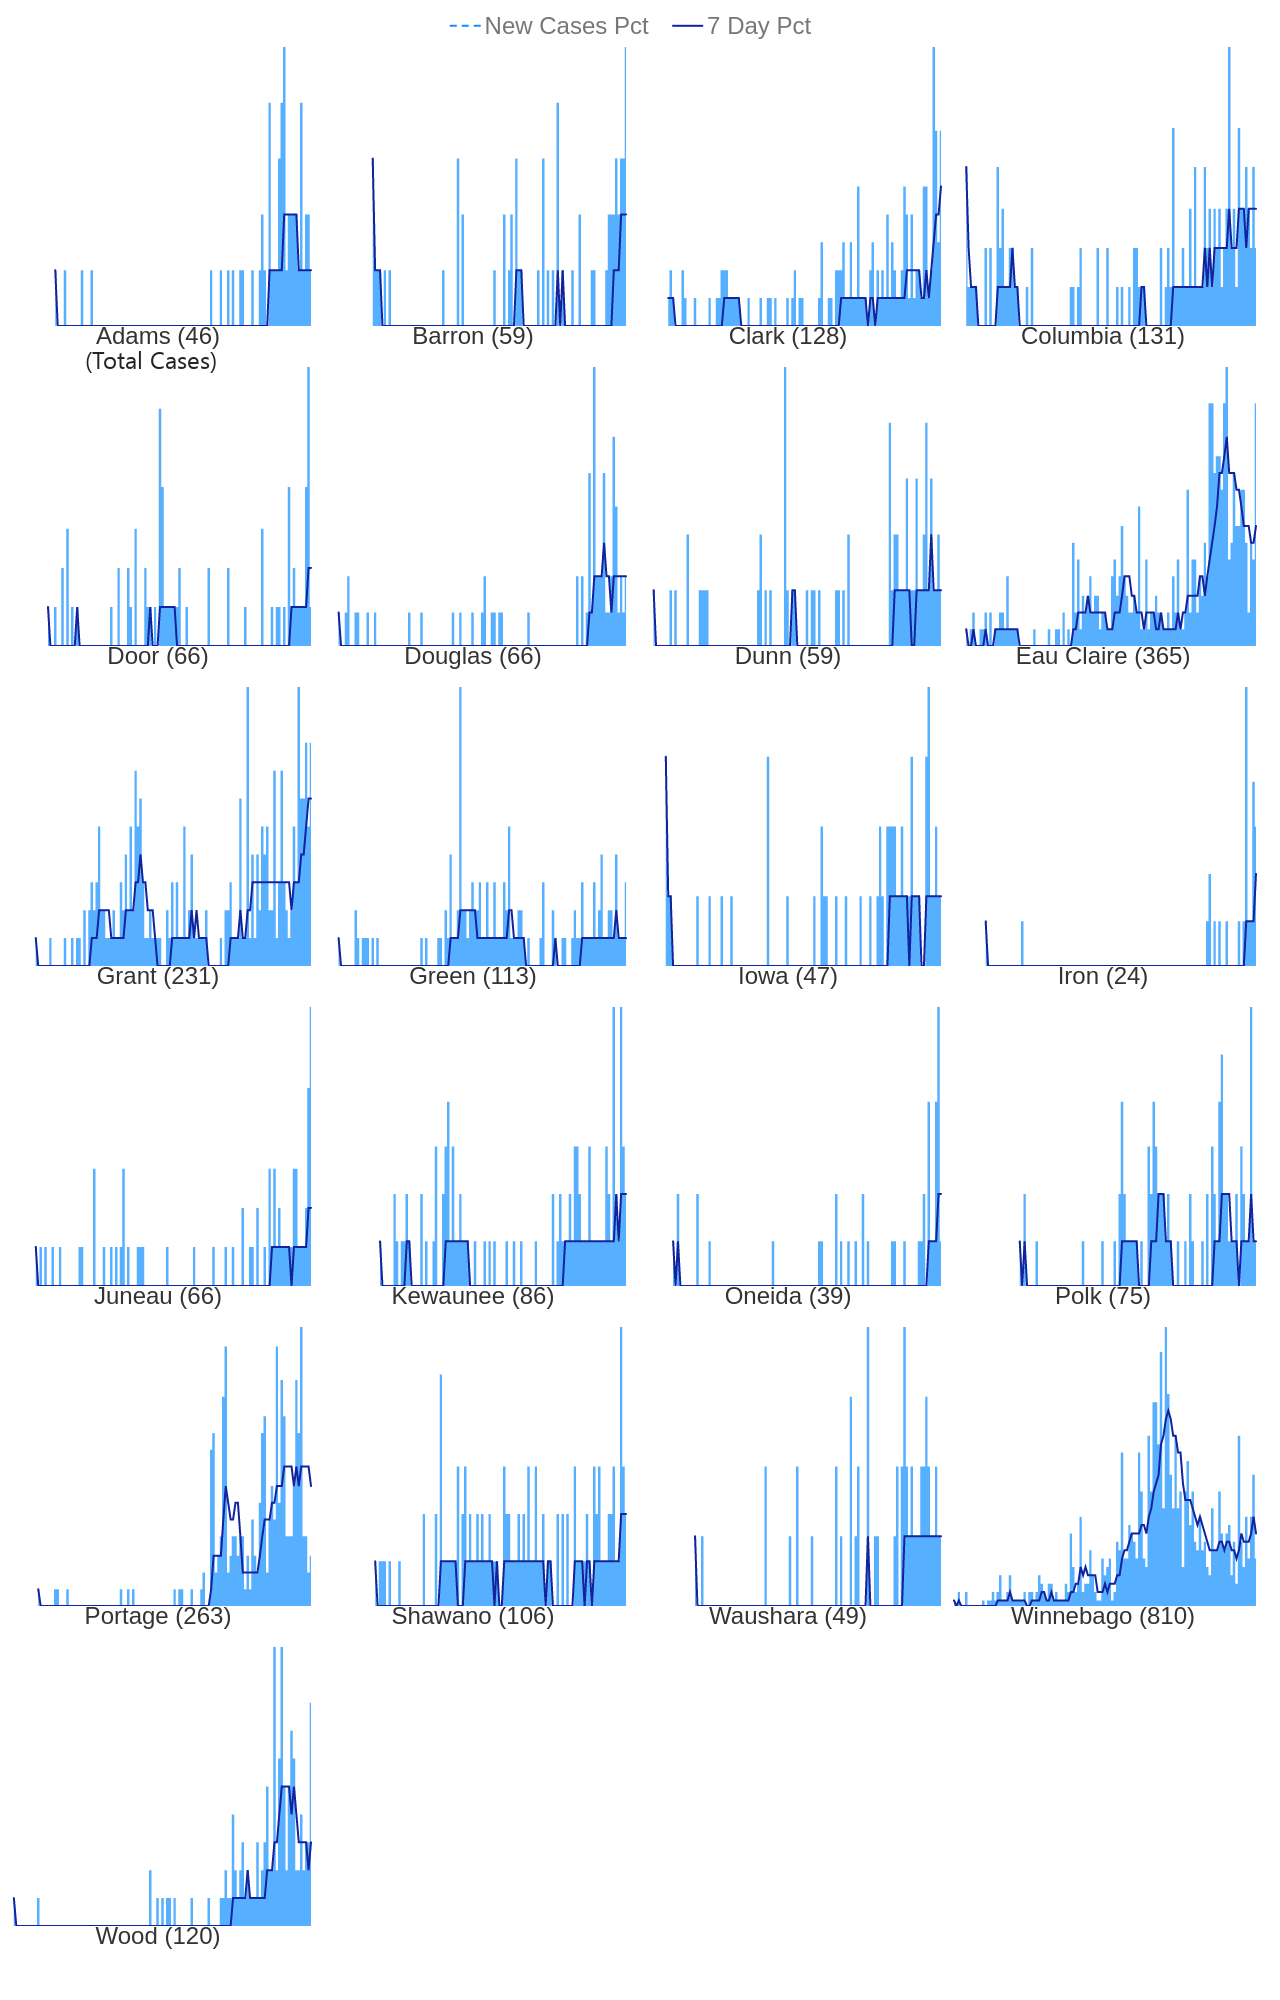 New Cases Pct 7 Day Pct
Adams (46) Barron (59) Clark (128) Columbia (131)
(Total Cases)
Door (66) Douglas (66) Dunn (59) Eau Claire (365)
Grant (231) Green (113) Iowa (47) Iron (24)
Juneau (66) Kewaunee (86) Oneida (39) Polk (75)
Portage (263) Shawano (106) Waushara (49) Winnebago (810)
Wood (120)